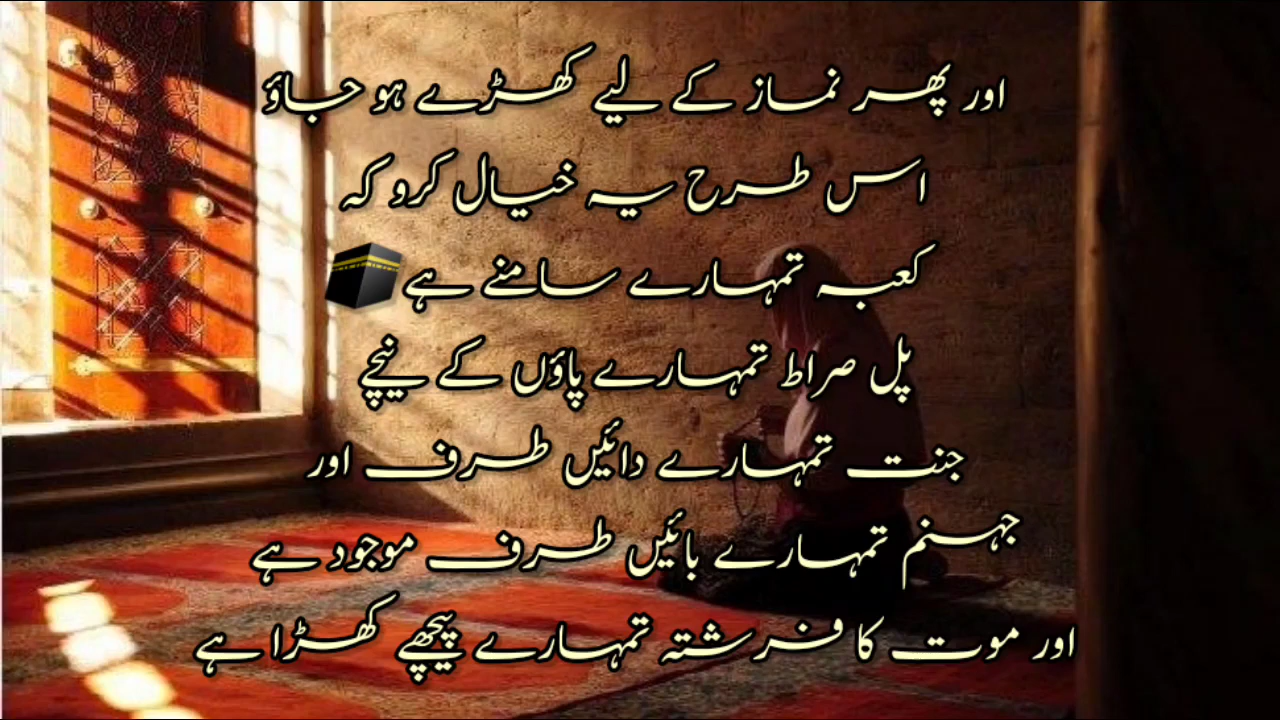 اور پھر نماز کے لیے کھڑے ہو جاؤ
اس طرح یہ خیال کرو کہ
کعبہ تمہارے سامنے ہے🕋
پل صراط تمہارے پاؤں کے نیچے
جنت تمہارے دائیں طرف اور
جہنم تمہارے بائیں طرف موجود ہے
اور موت کا فرشتہ تمہارے پیچھے کھڑا ہے